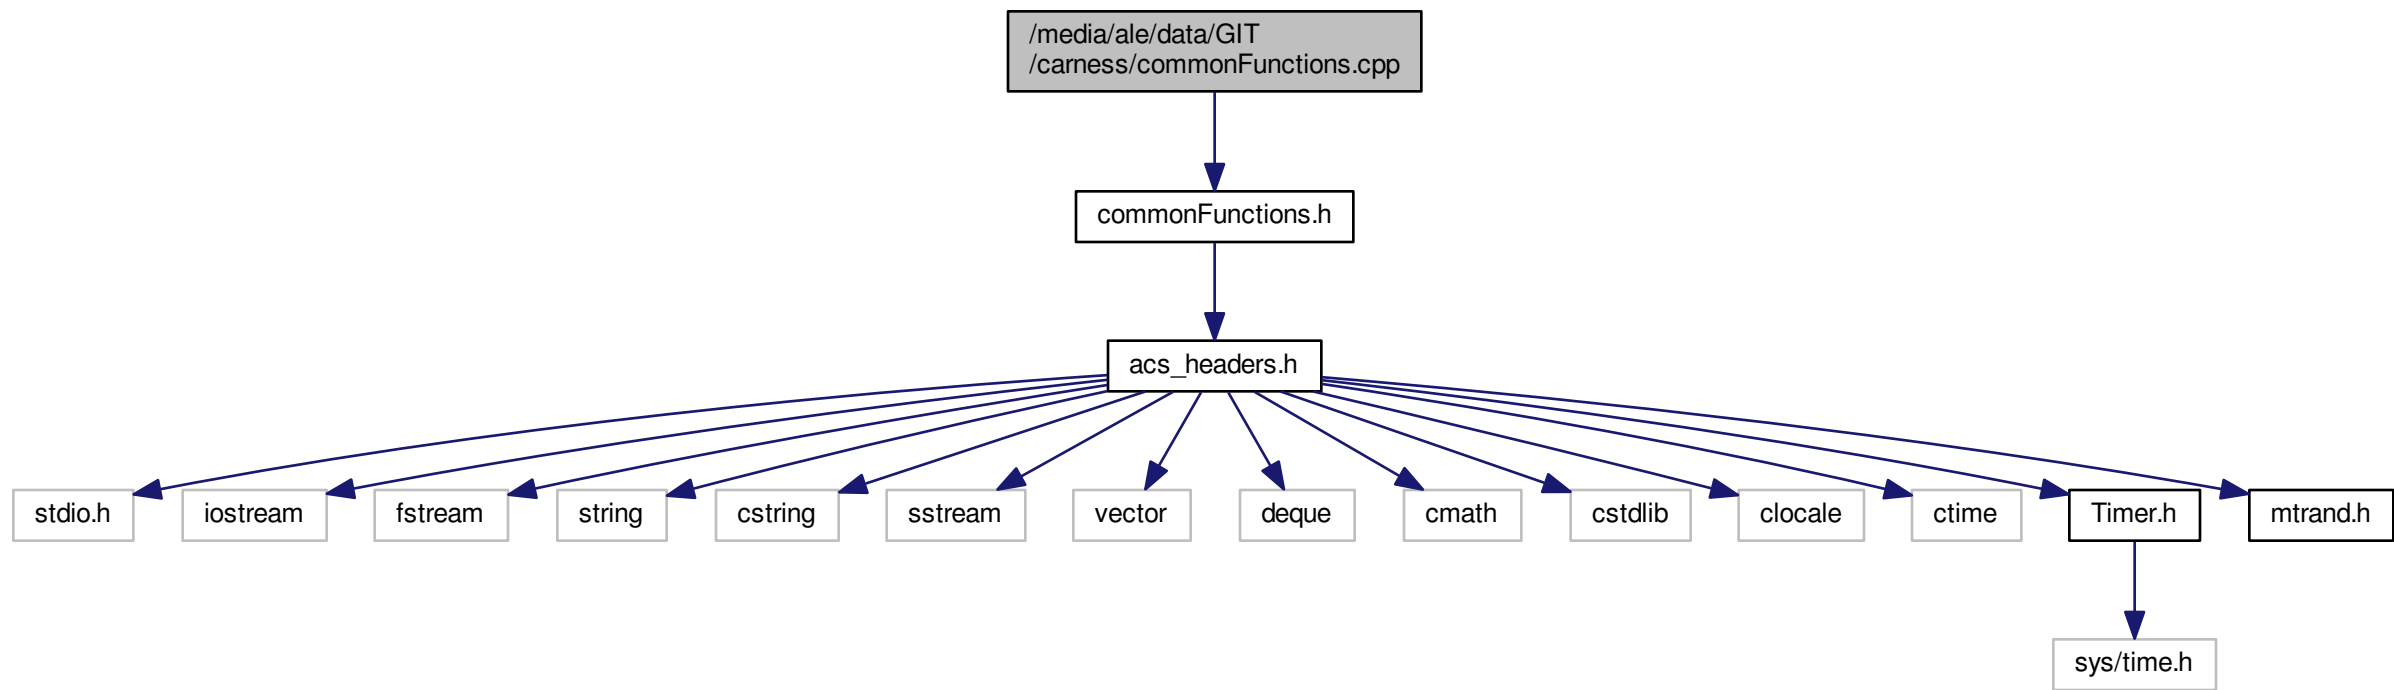 /media/ale/data/GIT
/carness/commonFunctions.cpp
commonFunctions.h
acs_headers.h
stdio.h
iostream
fstream
string
cstring
sstream
vector
deque
cmath
cstdlib
clocale
ctime
Timer.h
mtrand.h
sys/time.h